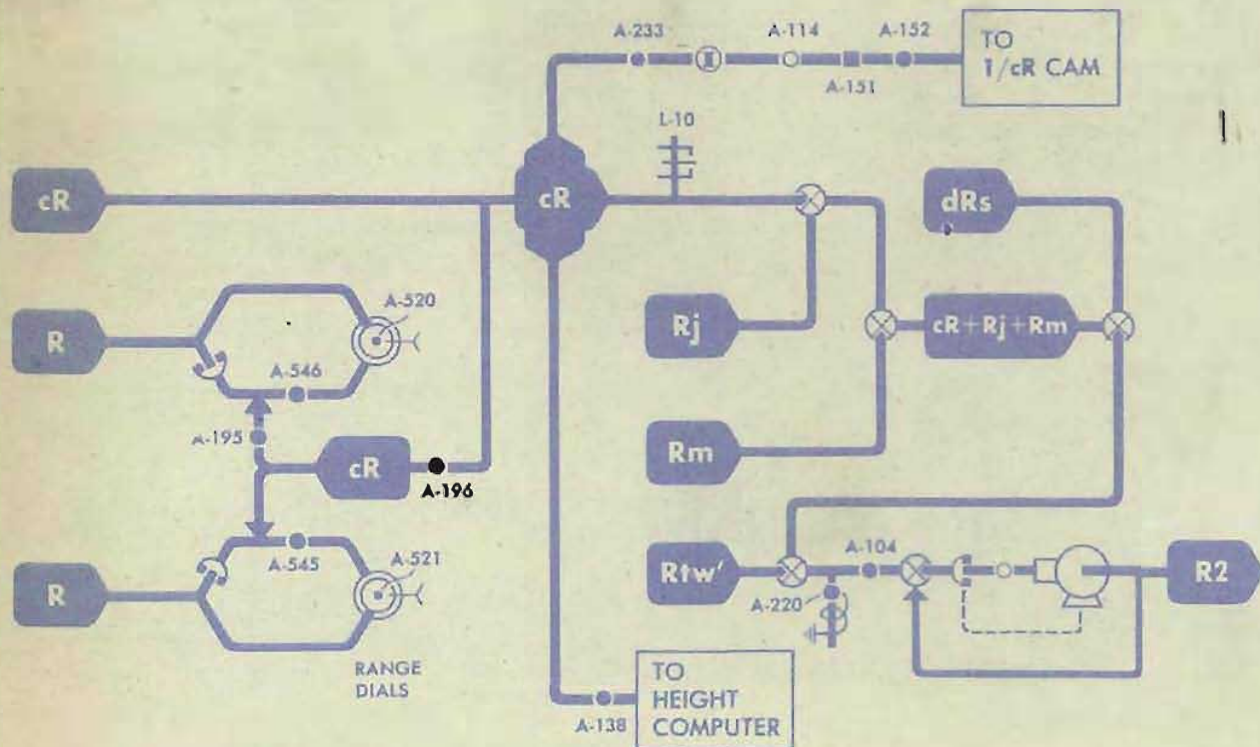 A-233
A-114
A-152
TO
1/cR CAM
A-151
L-10
cR
cR
dRs
A-520
R
Rj
cR+Rj+Rm
A-546
A-195
cR
A-196
Rm
A-545
A-521
R
Rtw'
A-104
R2
A-220
RANGE
DIALS
TO
HEIGHT
COMPUTER
A-138